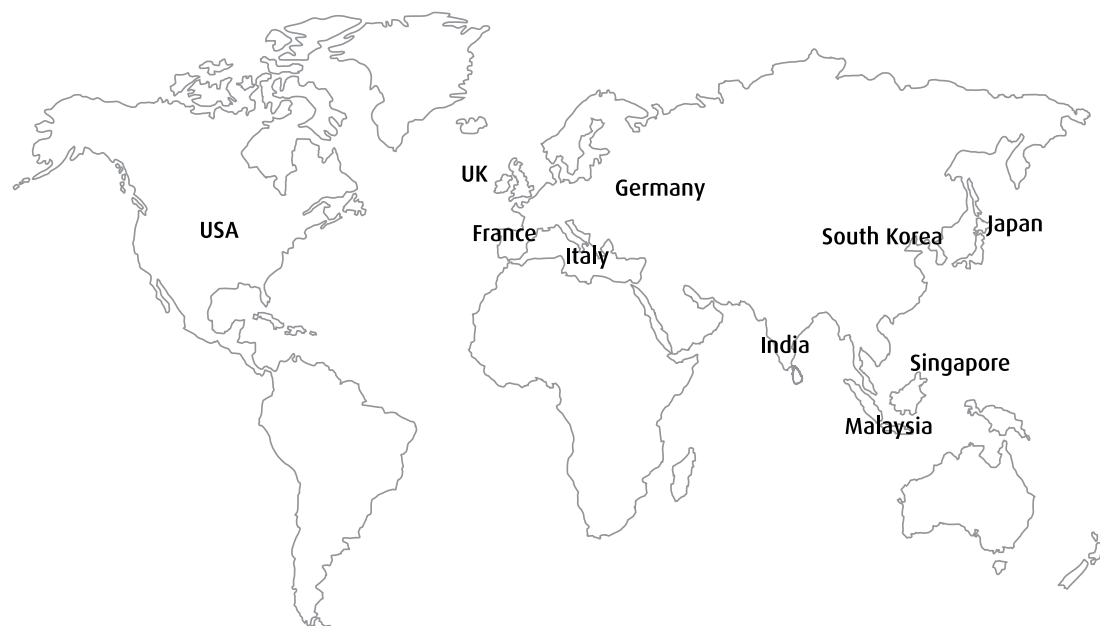 UK
Germany
USA
France
Italy
South Korea
Japan
India
Singapore
Malaysia